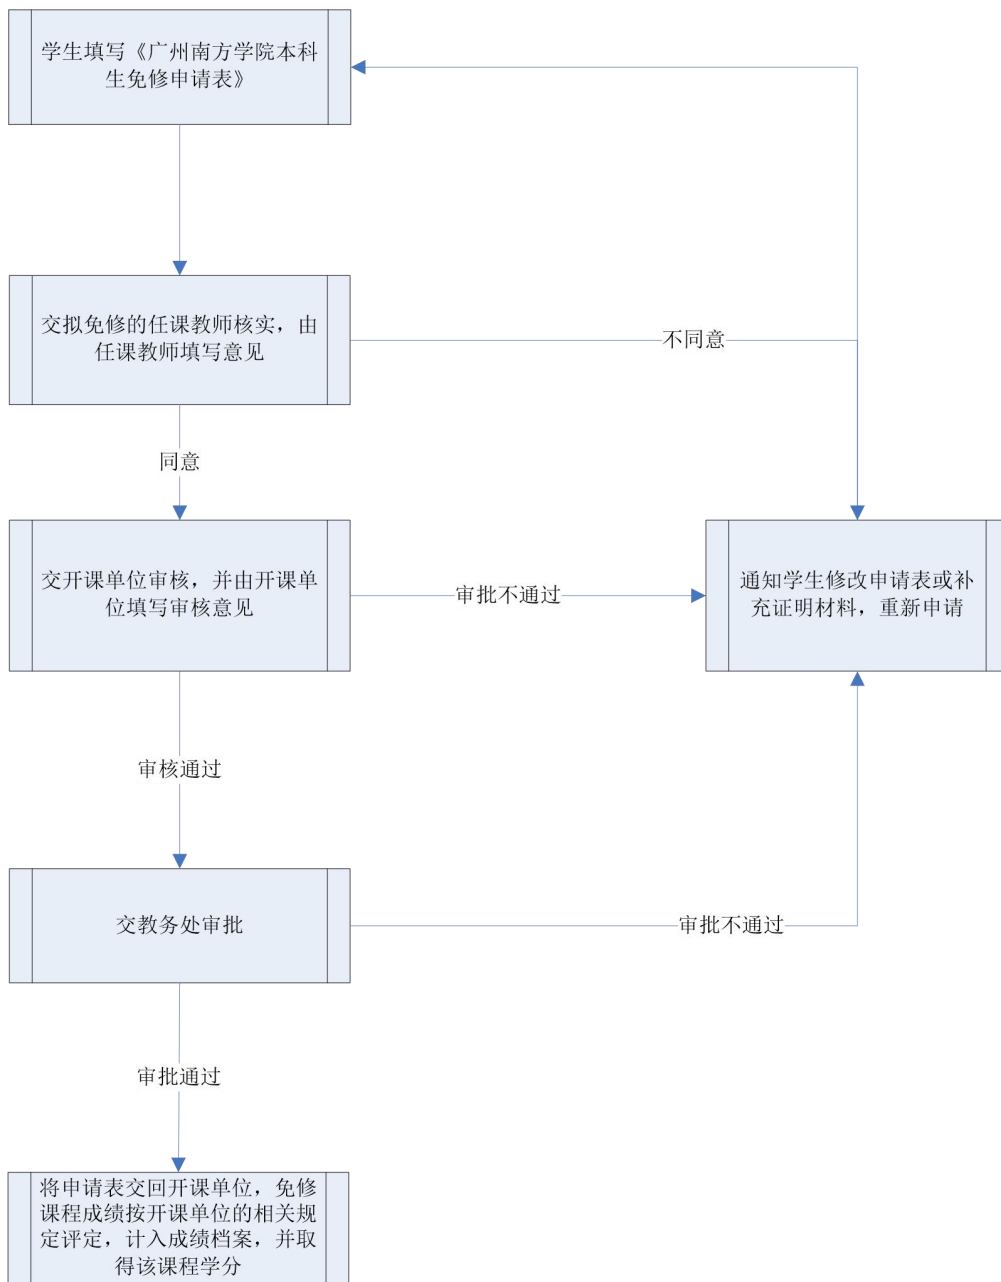 学生填写《广州南方学院本科
生免修申请表》
交拟免修的任课教师核实，由
任课教师填写意见
不同意
同意
交开课单位审核，并由开课单
位填写审核意见
审批不通过
通知学生修改申请表或补
充证明材料，重新申请
审核通过
交教务处审批
审批不通过
审批通过
将申请表交回开课单位，免修
课程成绩按开课单位的相关规
定评定，计入成绩档案，并取
得该课程学分